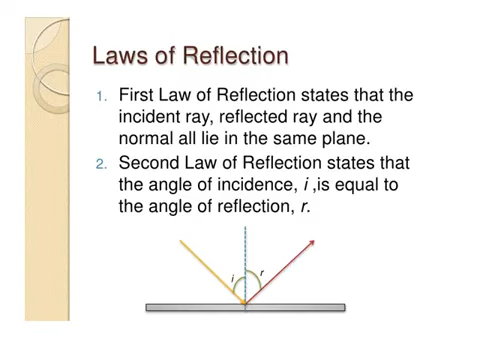 Laws of Reflection
1. First Law of Reflection states that the
incident ray, reflected ray and the
normal all lie in the same plane.
2. Second Law of Reflection states that
the angle of incidence, i ,is equal to
the angle of reflection, r.
i
r